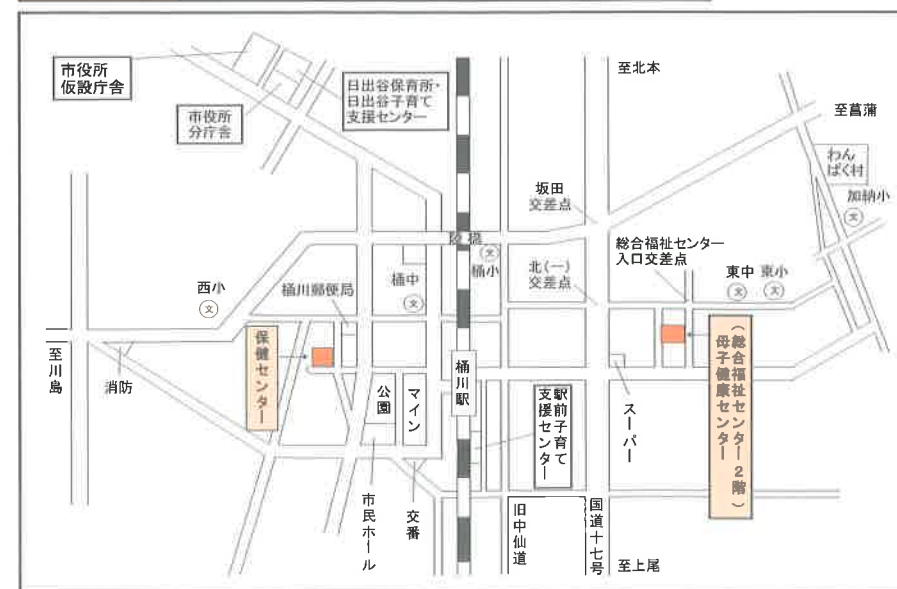 市役所
仮設庁舎
市役所
分庁舎
日出谷保育所・
日出谷子育て
支援センター
至北本
至菖蒲
わん
ぱく村
加納小
文
坂田
交差点
陸橋
文
桶小
北(一)
交差点
総合福祉センター
入口交差点
東中
文
東小
文
西小
文
桶川郵便局
桶中
文
至川島
消防
保健センター
公園
マイン
桶川駅
駅前子育て
支援センター
スーパー
母子健康センター
(総合福祉センター2階)
市民ホール
交番
旧中仙道
国道十七号
至上尾